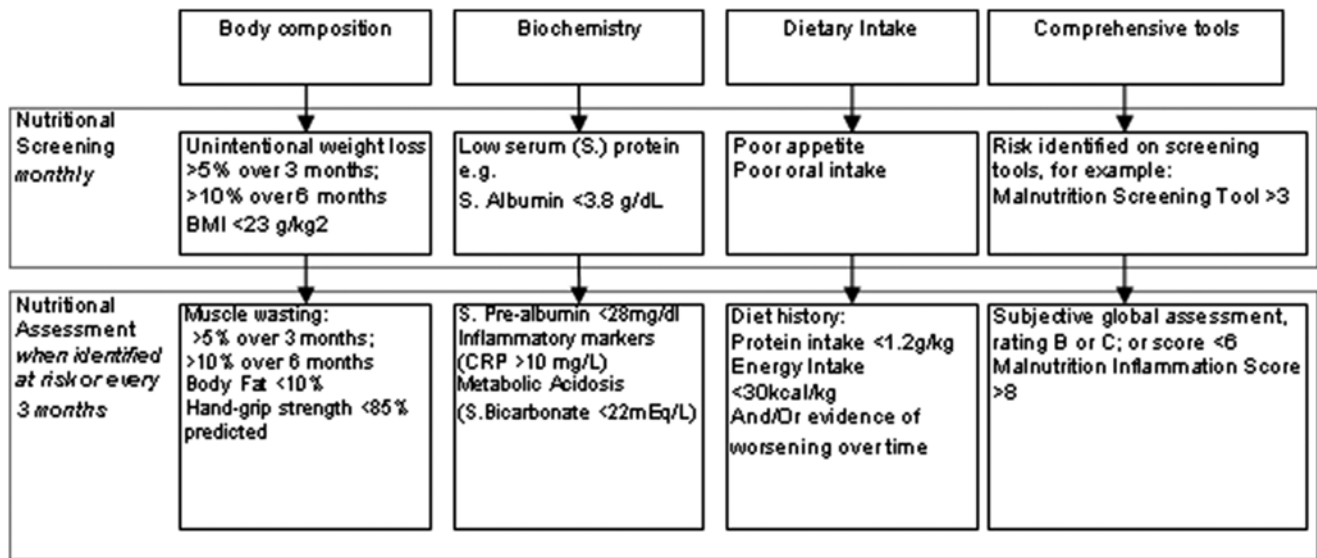 Body composition
Biochemistry
Dietary Intake
Comprehensive tools
Nutritional
Screening
monthly
Unintentional weight loss
>5% over 3 months;
>10% over 6 months
BMI <23 g/kg2
Low serum (S.) protein
e.g.
S. Albumin <3.8 g/dL
Poor appetite
Poor oral intake
Risk identified on screening
tools, for example:
Malnutrition Screening Tool >3
Nutritional
Assessment
when identified
at risk or every
3 months
Muscle wasting:
>5% over 3 months;
>10% over 6 months
Body Fat <10%
Hand-grip strength <85%
predicted
S. Pre-albumin <28mg/dl
Inflammatory markers
(CRP >10 mg/L)
Metabolic Acidosis
(S.Bicarbonate <22mEq/L)
Diet history:
Protein intake <1.2g/kg
Energy Intake
<30kcal/kg
And/Or evidence of
worsening over time
Subjective global assessment,
rating B or C; or score <6
Malnutrition Inflammation Score
>8